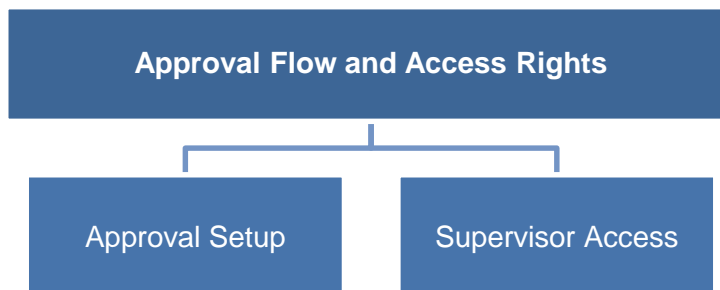 Approval Flow and Access Rights
Approval Setup
Supervisor Access